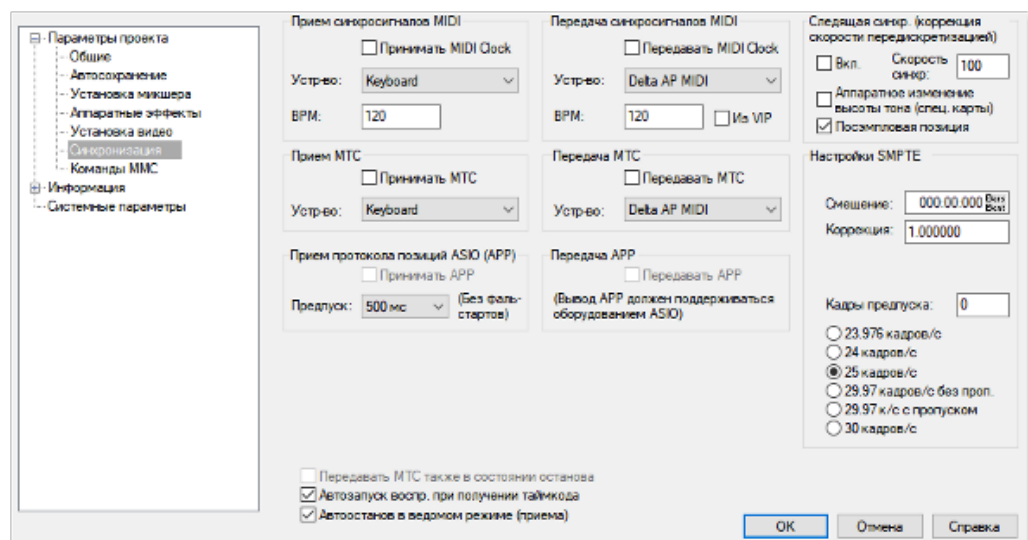 Параметры проекта
Общие
Автосохранение
Установка микшера
Аппаратные эффекты
Установка видео
Синхронизация
Команды MMC
Информация
Системные параметры
Прием синхросигналов MIDI
Принимать MIDI Clock
Устр-во: Keyboard
BPM: 120
Передача синхросигналов MIDI
Передавать MIDI Clock
Устр-во: Delta AP MIDI
BPM: 120 Из VIP
Следящая синхр. (коррекция
скорости передискретизацией)
Вкл. Скорость
синхр: 100
Аппаратное изменение
высоты тона (спец. карты)
Посэмпловая позиция
Прием MTC
Принимать MTC
Устр-во: Keyboard
Передача MTC
Передавать MTC
Устр-во: Delta AP MIDI
Настройки SMPTE
Смещение: 000:00:000 Bars
Beat
Коррекция: 1.000000
Кадры предпуска: 0
23.976 кадров/с
24 кадров/с
25 кадров/с
29.97 кадров/с без проп.
29.97 к/с с пропуском
30 кадров/с
Прием протокола позиций ASIO (APP)
Принимать APP
Предпуск: 500 мс (Без фаль-
стартов)
Передача APP
Передавать APP
(Вывод APP должен поддерживаться
оборудованием ASIO)
Передавать MTC также в состоянии останова
Автозапуск воспр. при получении таймкода
Автоостанов в ведомом режиме (приема)
OK Отмена Справка